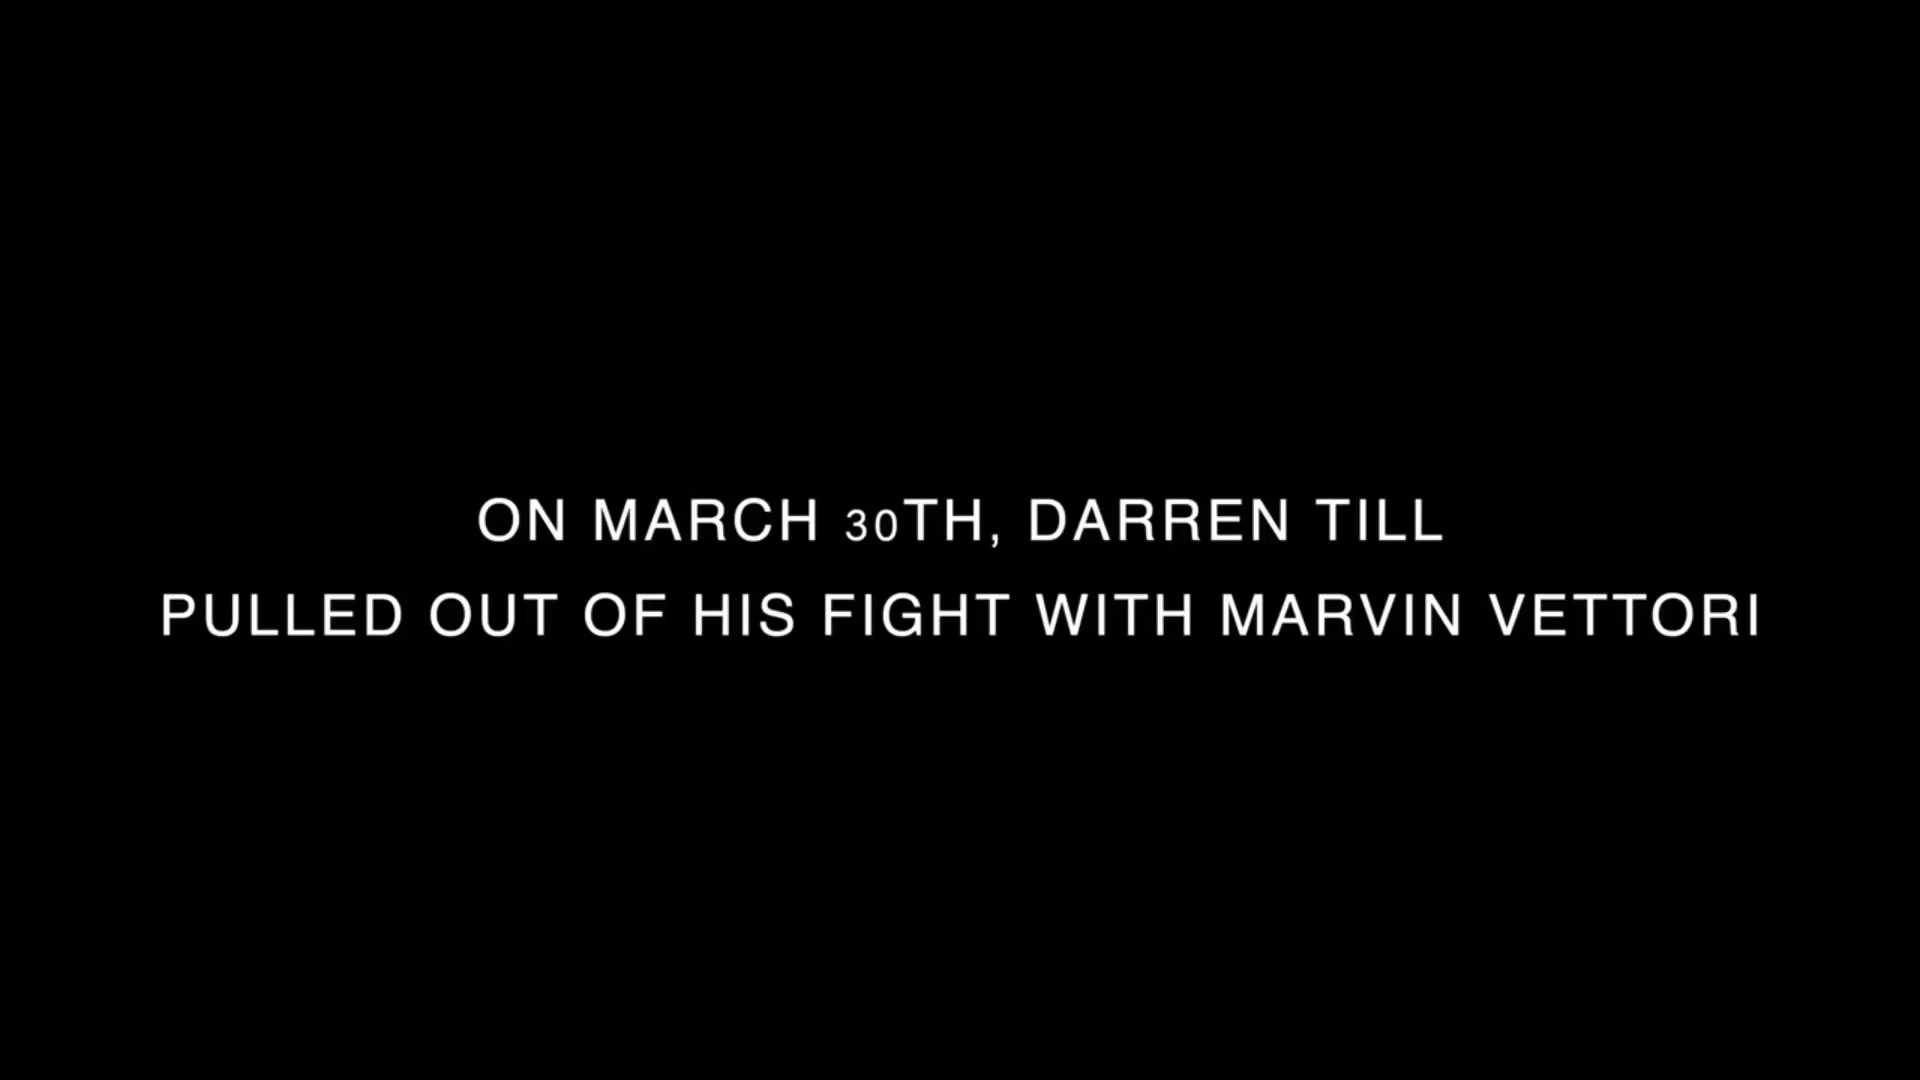 ON MARCH 30TH, DARREN TILL
PULLED OUT OF HIS FIGHT WITH MARVIN VETTORI